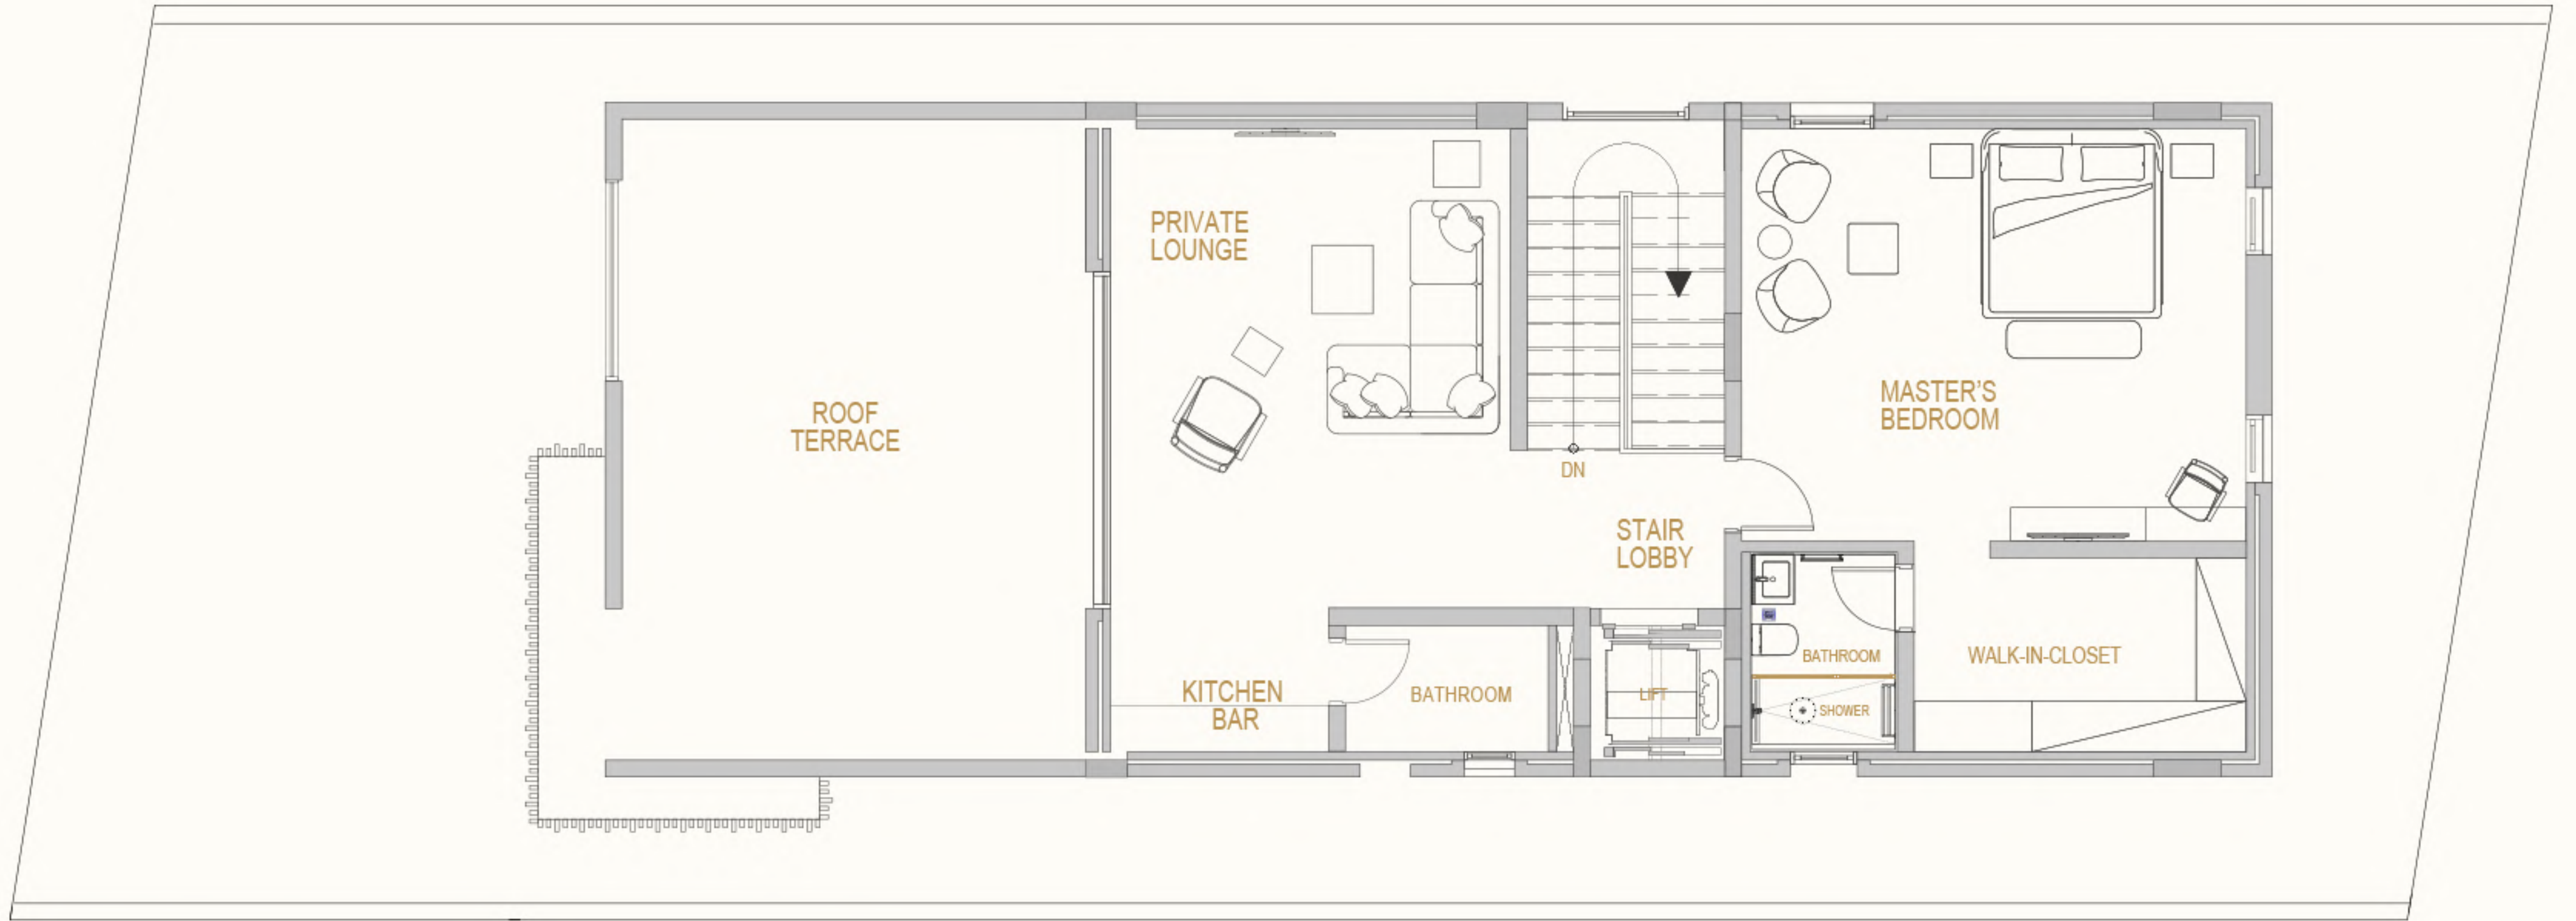 PRIVATE
LOUNGE
ROOF
TERRACE
MASTER'S
BEDROOM
DN
STAIR
LOBBY
KITCHEN
BAR
BATHROOM
LIFT
BATHROOM
SHOWER
WALK-IN-CLOSET